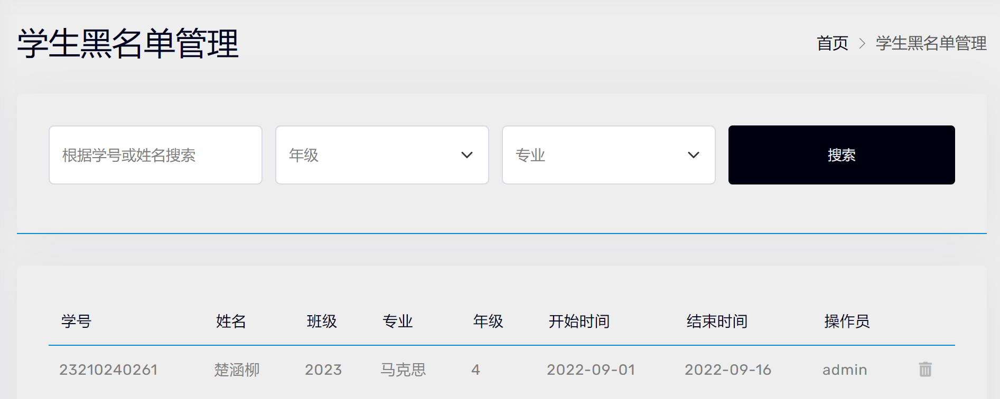 学生黑名单管理
首页 > 学生黑名单管理
根据学号或姓名搜索 年级 专业 搜索
学号 姓名 班级 专业 年级 开始时间 结束时间 操作员
23210240261 楚涵柳 2023 马克思 4 2022-09-01 2022-09-16 admin